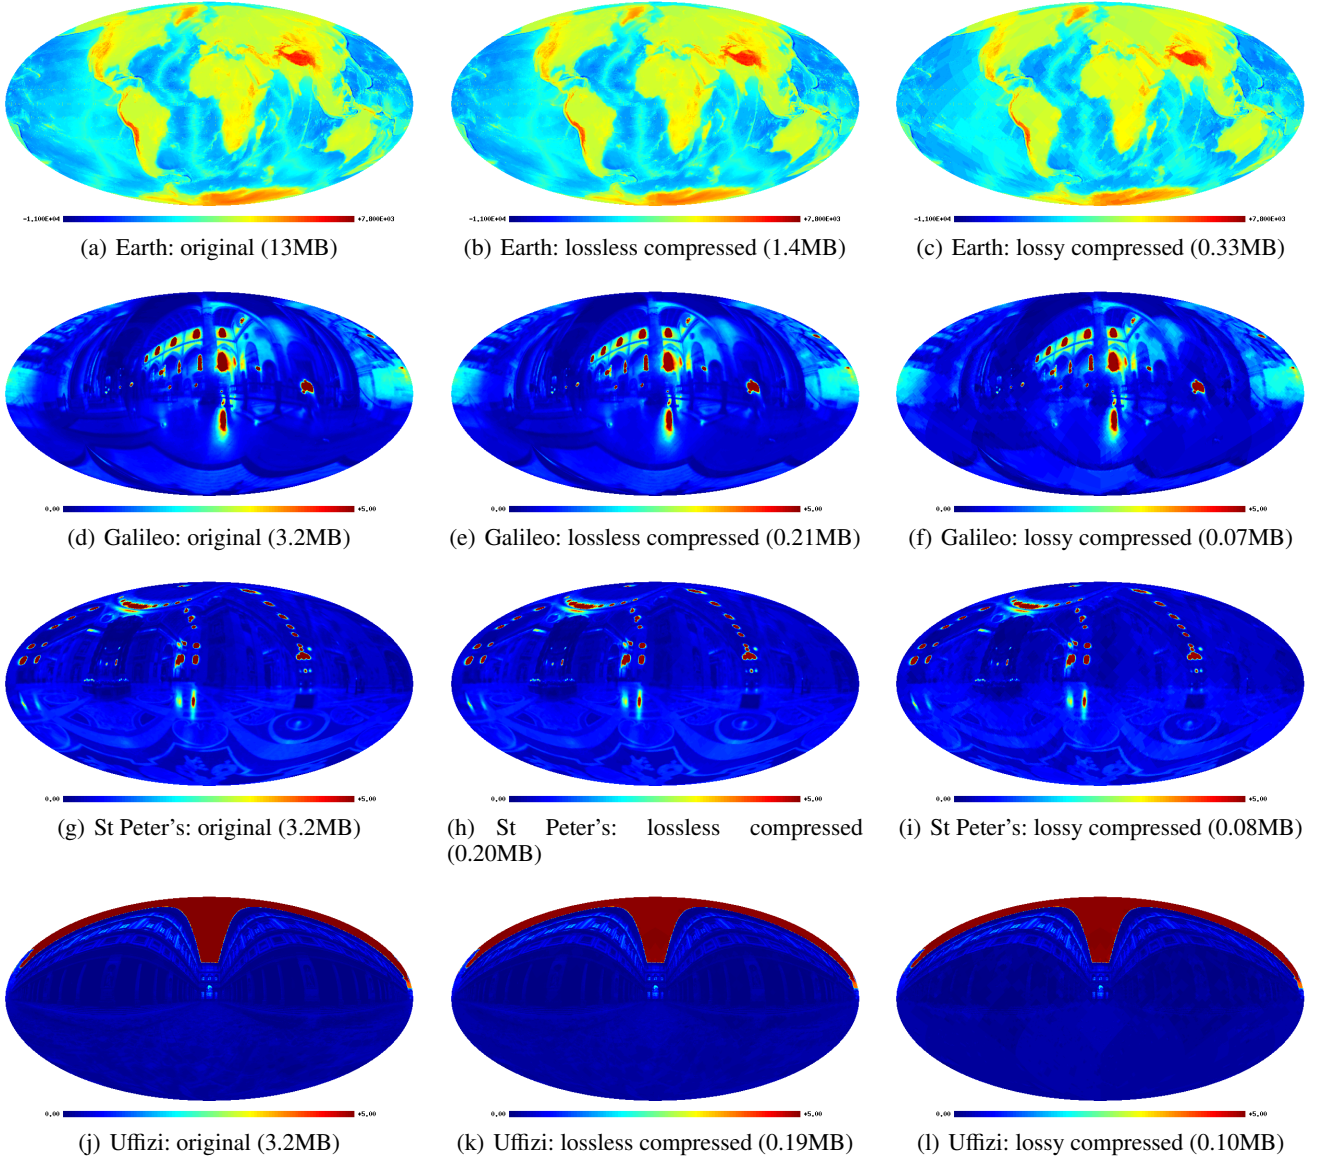 -1,100E+04 +7,800E+03 -1,100E+04 +7,800E+03 -1,100E+04 +7,800E+03
(a) Earth: original (13MB) (b) Earth: lossless compressed (1.4MB) (c) Earth: lossy compressed (0.33MB)
0,00 +5,00 0,00 +5,00 0,00 +5,00
(d) Galileo: original (3.2MB) (e) Galileo: lossless compressed (0.21MB) (f) Galileo: lossy compressed (0.07MB)
0,00 +5,00 0,00 +5,00 0,00 +5,00
(g) St Peter's: original (3.2MB) (h) St Peter's: lossless compressed (i) St Peter's: lossy compressed (0.08MB)
(0.20MB)
0,00 +5,00 0,00 +5,00 0,00 +5,00
(j) Uffizi: original (3.2MB) (k) Uffizi: lossless compressed (0.19MB) (l) Uffizi: lossy compressed (0.10MB)